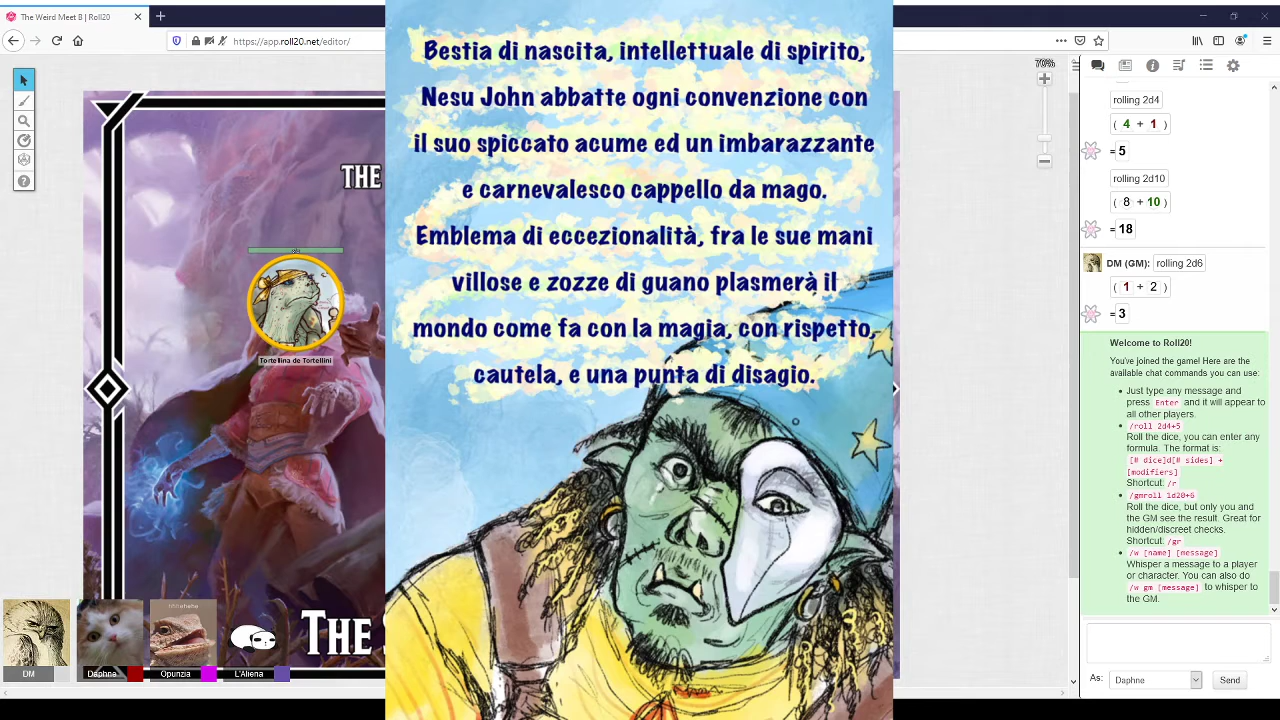 The Weird Meet B | Roll20
https://app.roll20.net/editor/
THE
Tortellina de Tortellini
THE S
DM
Daphne
Opunzia
L'Aliena
Bestia di nascita, intellettuale di spirito,
Nesu John abbatte ogni convenzione con
il suo spiccato acume ed un imbarazzante
e carnevalesco cappello da mago.
Emblema di eccezionalità, fra le sue mani
villose e zozze di guano plasmerà il
mondo come fa con la magia, con rispetto,
cautela, e una punta di disagio.
70%
rolling 2d4
( 4 + 1 )
= 5
rolling 2d10
( 8 + 10 )
= 18
DM (GM): rolling 2d6
( 1 + 2 )
= 3
Welcome to Roll20!
You've joined the game! Here are the
available chat commands you can use:
Just type any message and
press Enter and it will appear to
all other players.
/roll 2d4+5
Roll the dice, you can enter any
formula. The format is:
[# dice]d[# sides] +
[modifiers]
Shortcut: /r
/gmroll 1d20+6
Roll the dice, but only you and
the GM see the result. Great for
hidden/discreet checks.
Shortcut: /gr
/w [name] [message]
Whisper a message to a player
or character. You can also do
/w gm [message] to whisper to
the GM.
As: Daphne Send